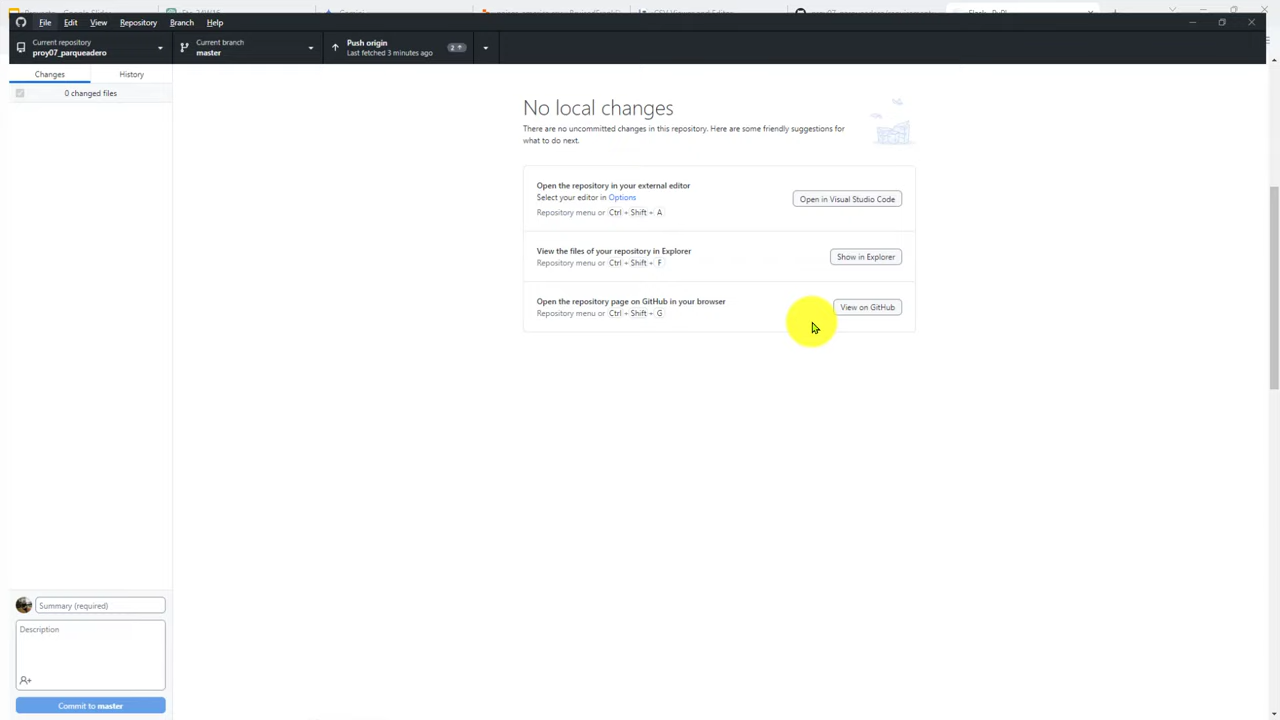 File Edit View Repository Branch Help
Current repository
proy07_parqueadero
Current branch
master
Push origin
Last fetched 3 minutes ago
2
Changes History
0 changed files
No local changes
There are no uncommitted changes in this repository. Here are some friendly suggestions for
what to do next.
Open the repository in your external editor
Select your editor in Options
Repository menu or Ctrl + Shift + A
Open in Visual Studio Code
View the files of your repository in Explorer
Repository menu or Ctrl + Shift + F
Show in Explorer
Open the repository page on GitHub in your browser
Repository menu or Ctrl + Shift + G
View on GitHub
Summary (required)
Description
Commit to master